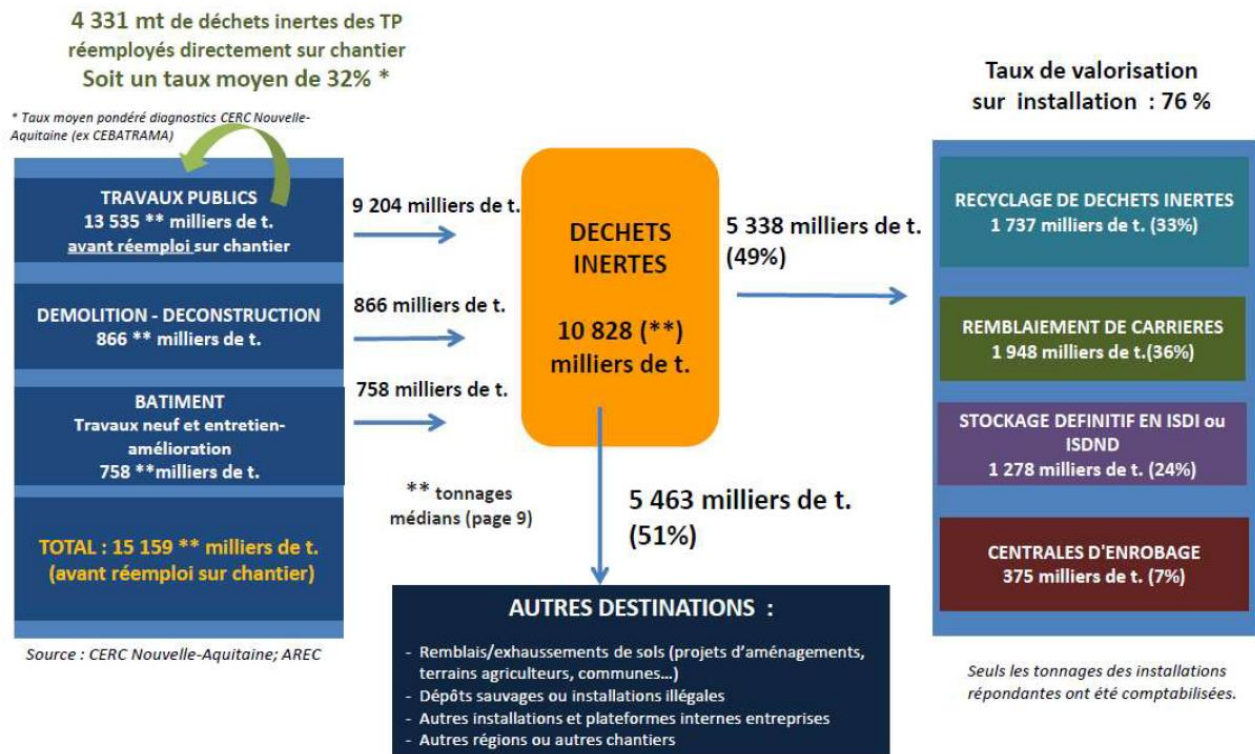 4 331 mt de déchets inertes des TP
réemployés directement sur chantier
Soit un taux moyen de 32% *
* Taux moyen pondéré diagnostics CERC Nouvelle-
Aquitaine (ex CEBATRAMA)
TRAVAUX PUBLICS
13 535 ** milliers de t.
avant réemploi sur chantier
DEMOLITION - DECONSTRUCTION
866 ** milliers de t.
BATIMENT
Travaux neuf et entretien-
amélioration
758 **milliers de t.
TOTAL : 15 159 ** milliers de t.
(avant réemploi sur chantier)
Source : CERC Nouvelle-Aquitaine; AREC
9 204 milliers de t.
866 milliers de t.
758 milliers de t.
** tonnages
médians (page 9)
DECHETS
INERTES
10 828 (**)
milliers de t.
5 338 milliers de t.
(49%)
5 463 milliers de t.
(51%)
AUTRES DESTINATIONS :
- Remblais/exhaussements de sols (projets d’aménagements,
terrains agriculteurs, communes…)
- Dépôts sauvages ou installations illégales
- Autres installations et plateformes internes entreprises
- Autres régions ou autres chantiers
Taux de valorisation
sur installation : 76 %
RECYCLAGE DE DECHETS INERTES
1 737 milliers de t. (33%)
REMBLAIEMENT DE CARRIERES
1 948 milliers de t.(36%)
STOCKAGE DEFINITIF EN ISDI ou
ISDND
1 278 milliers de t. (24%)
CENTRALES D'ENROBAGE
375 milliers de t. (7%)
Seuls les tonnages des installations
répondantes ont été comptabilisées.